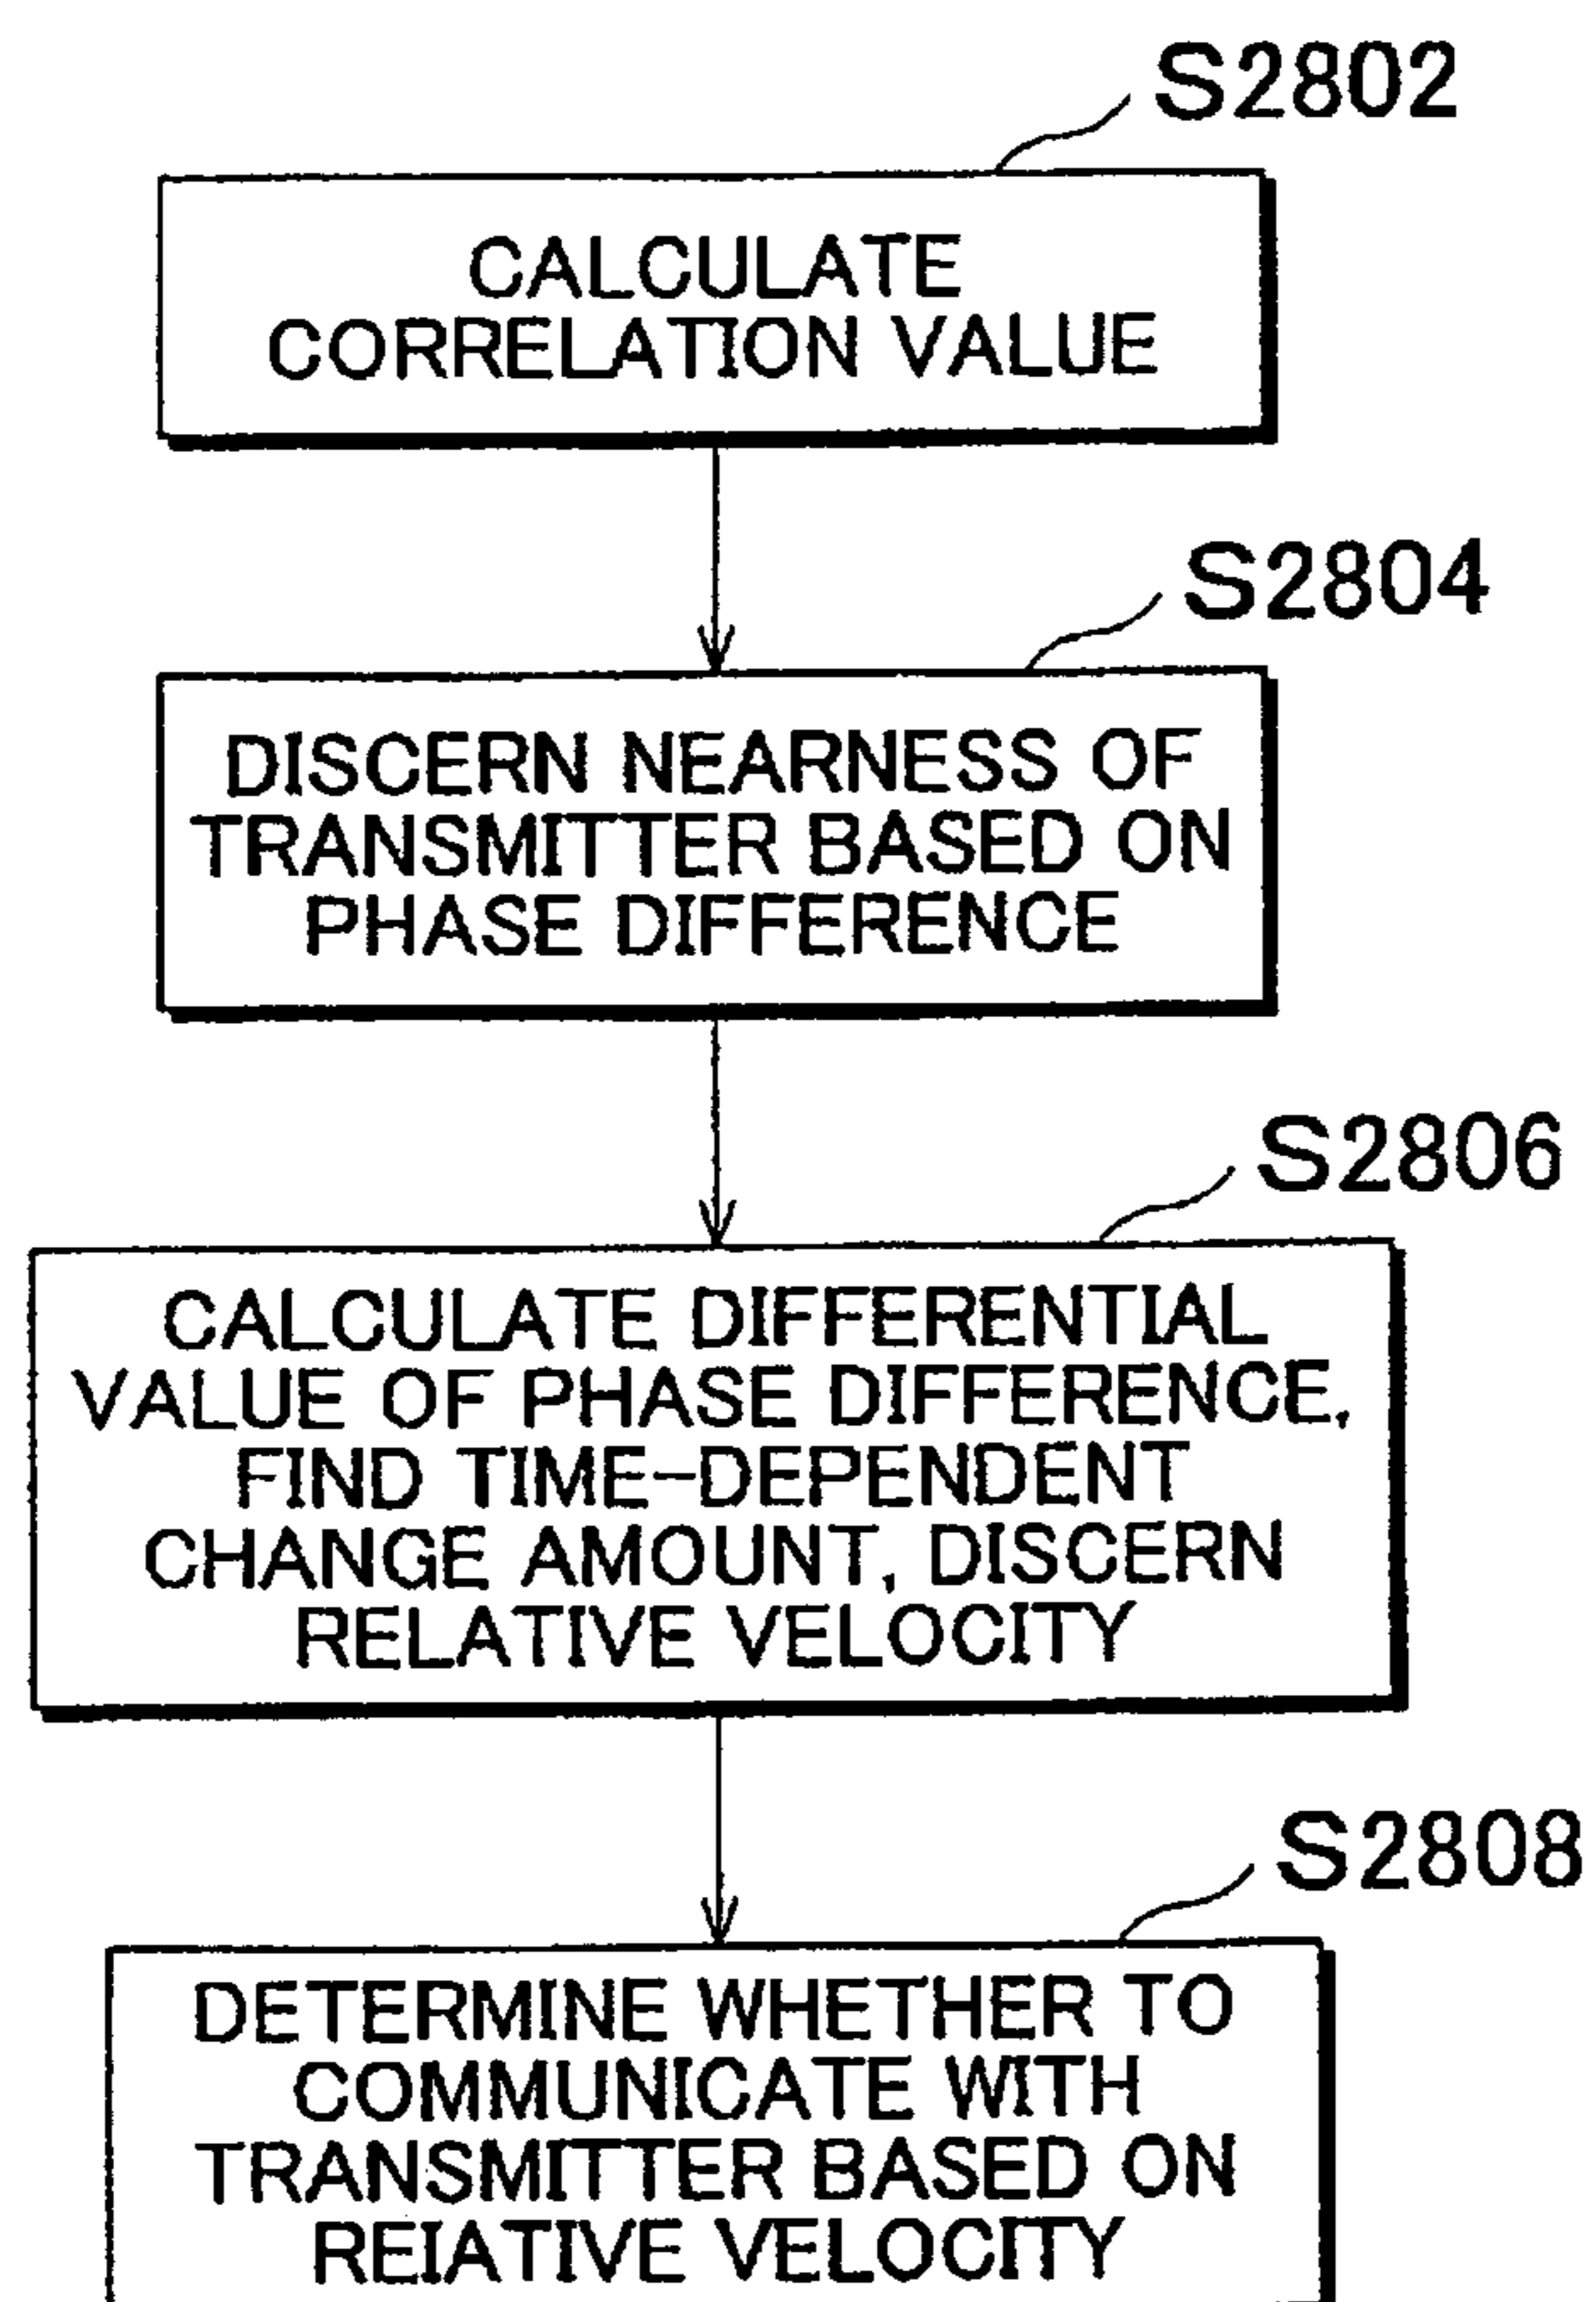 S2802
CALCULATE
CORRELATION VALUE
S2804
DISCERN NEARNESS OF
TRANSMITTER BASED ON
PHASE DIFFERENCE
S2806
CALCULATE DIFFERENTIAL
VALUE OF PHASE DIFFERENCE,
FIND TIME-DEPENDENT
CHANGE AMOUNT, DISCERN
RELATIVE VELOCITY
S2808
DETERMINE WHETHER TO
COMMUNICATE WITH
TRANSMITTER BASED ON
REIATIVE VELOCITY